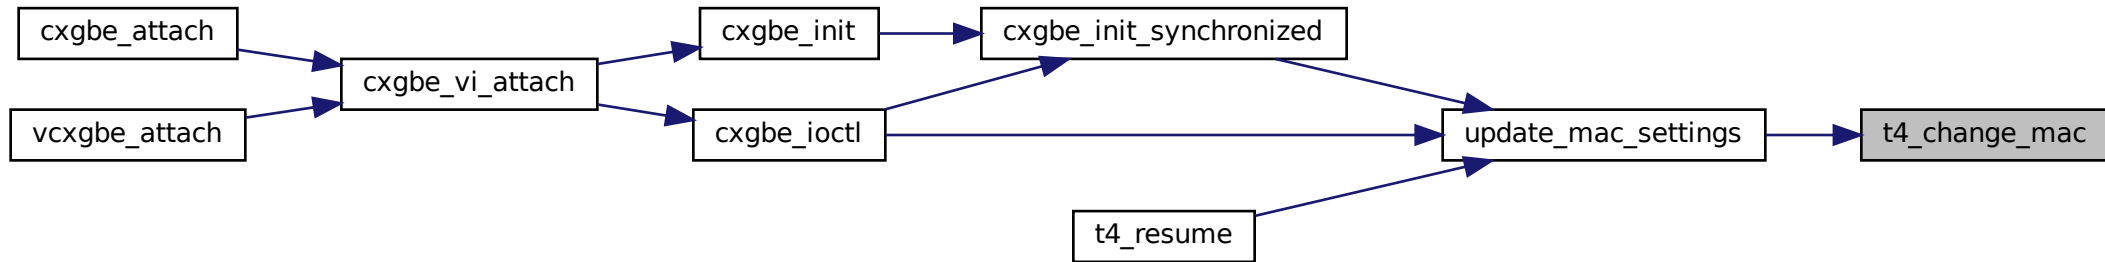 cxgbe_attach
vcxgbe_attach
cxgbe_vi_attach
cxgbe_init
cxgbe_ioctl
cxgbe_init_synchronized
t4_resume
update_mac_settings
t4_change_mac